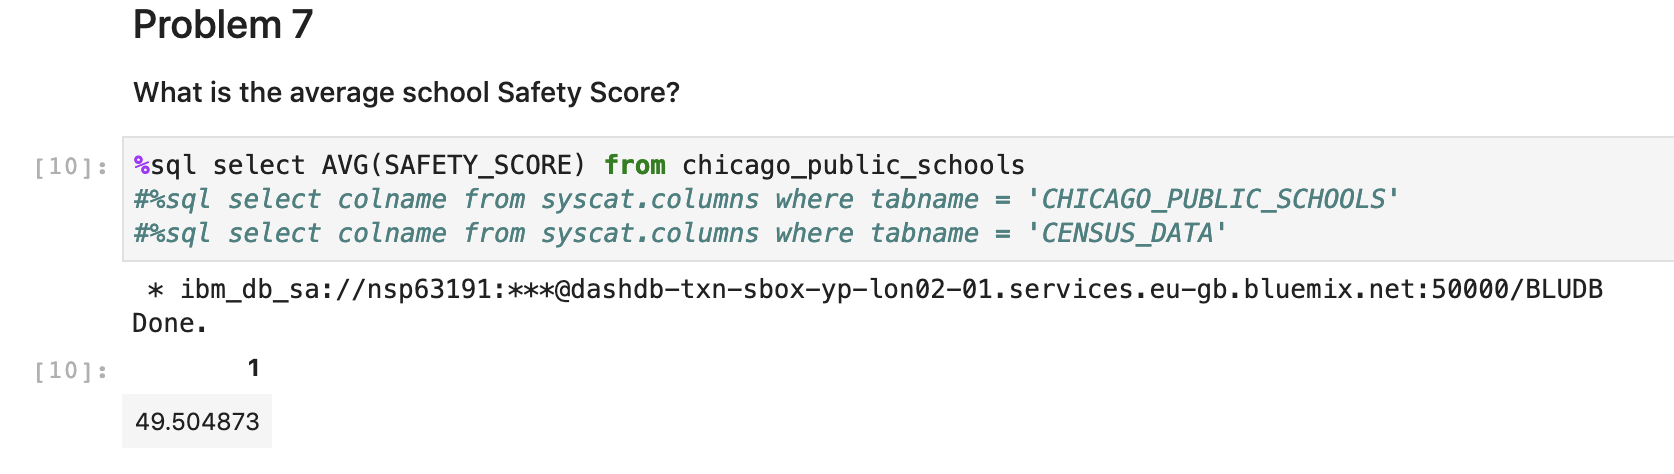 Problem 7
What is the average school Safety Score?
[10]: %sql select AVG(SAFETY_SCORE) from chicago_public_schools
#%sql select colname from syscat.columns where tabname = 'CHICAGO_PUBLIC_SCHOOLS'
#%sql select colname from syscat.columns where tabname = 'CENSUS_DATA'
* ibm_db_sa://nsp63191:***@dashdb-txn-sbox-yp-lon02-01.services.eu-gb.bluemix.net:50000/BLUDB
Done.
[10]: 1
49.504873